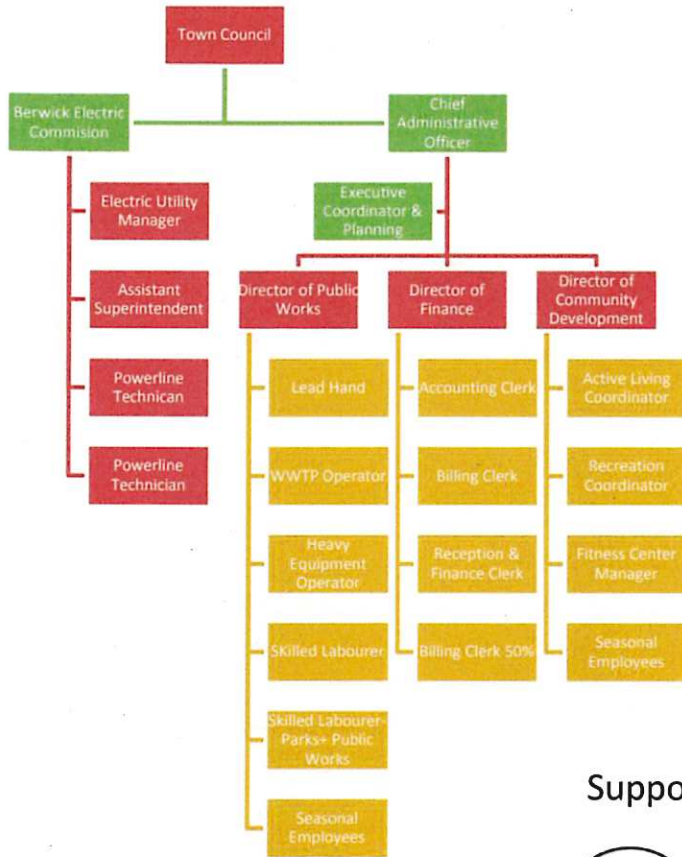 Town Council
Berwick Electric
Commision
Chief
Administrative
Officer
Executive
Coordinator &
Planning
Electric Utility
Manager
Assistant
Superintendent
Powerline
Technican
Powerline
Technician
Director of Public
Works
Director of
Finance
Director of
Community
Development
Lead Hand
WWTP Operator
Heavy
Equipment
Operator
SKilled Labourer
Skilled Labourer-
Parks+ Public
Works
Seasonal
Employees
Accounting Clerk
Billing Clerk
Reception &
Finance Clerk
Billing Clerk 50%
Active Living
Coordinator
Recreation
Coordinator
Fitness Center
Manager
Seasonal
Employees
Suppo